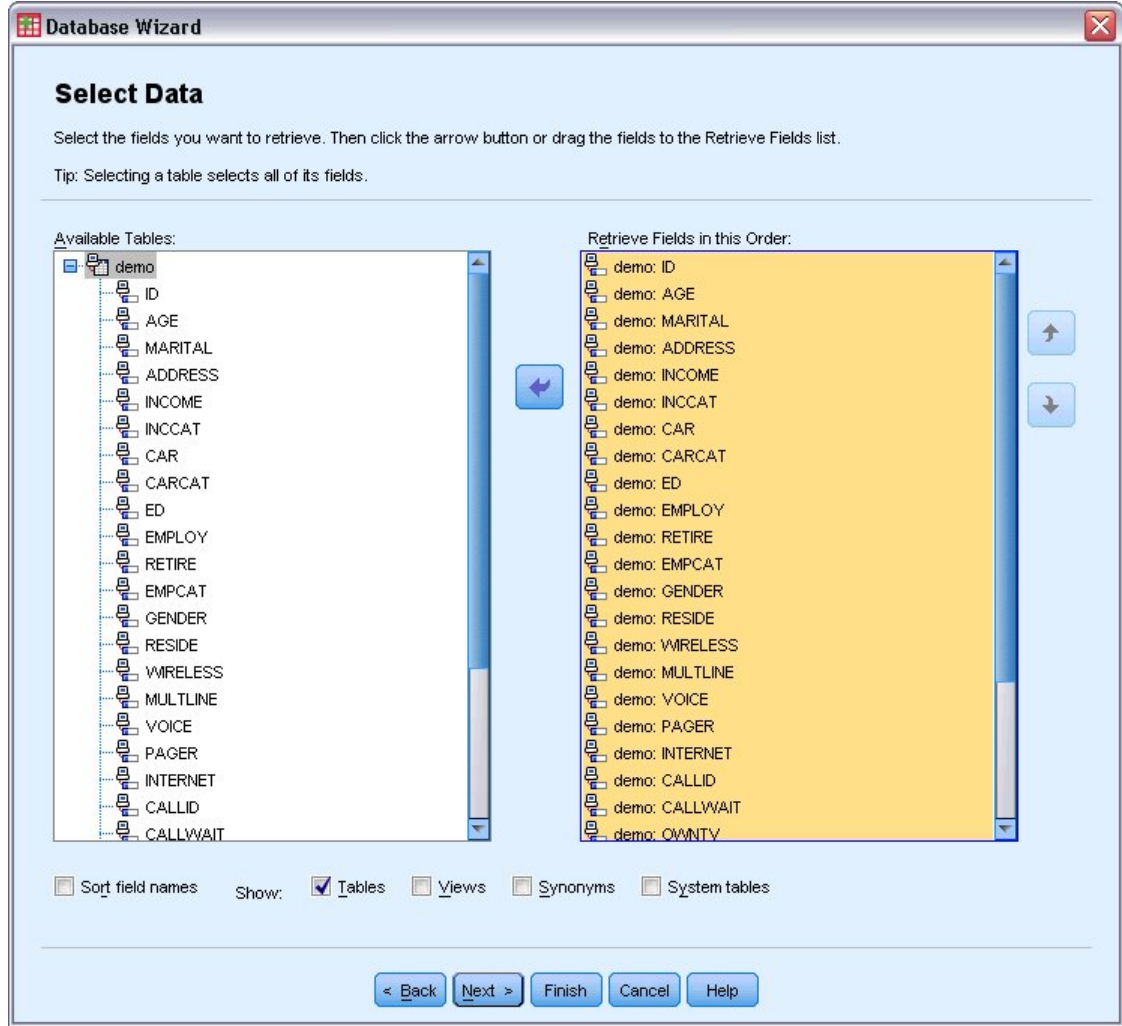 Database Wizard
Select Data
Select the fields you want to retrieve. Then click the arrow button or drag the fields to the Retrieve Fields list.
Tip: Selecting a table selects all of its fields.
Available Tables:
demo
ID
AGE
MARITAL
ADDRESS
INCOME
INCCAT
CAR
CARCAT
ED
EMPLOY
RETIRE
EMPCAT
GENDER
RESIDE
WIRELESS
MULTLINE
VOICE
PAGER
INTERNET
CALLID
CALLWAIT
Retrieve Fields in this Order:
demo: ID
demo: AGE
demo: MARITAL
demo: ADDRESS
demo: INCOME
demo: INCCAT
demo: CAR
demo: CARCAT
demo: ED
demo: EMPLOY
demo: RETIRE
demo: EMPCAT
demo: GENDER
demo: RESIDE
demo: WIRELESS
demo: MULTLINE
demo: VOICE
demo: PAGER
demo: INTERNET
demo: CALLID
demo: CALLWAIT
demo: OWNTV
Sort field names Show: Tables Views Synonyms System tables
< Back Next > Finish Cancel Help